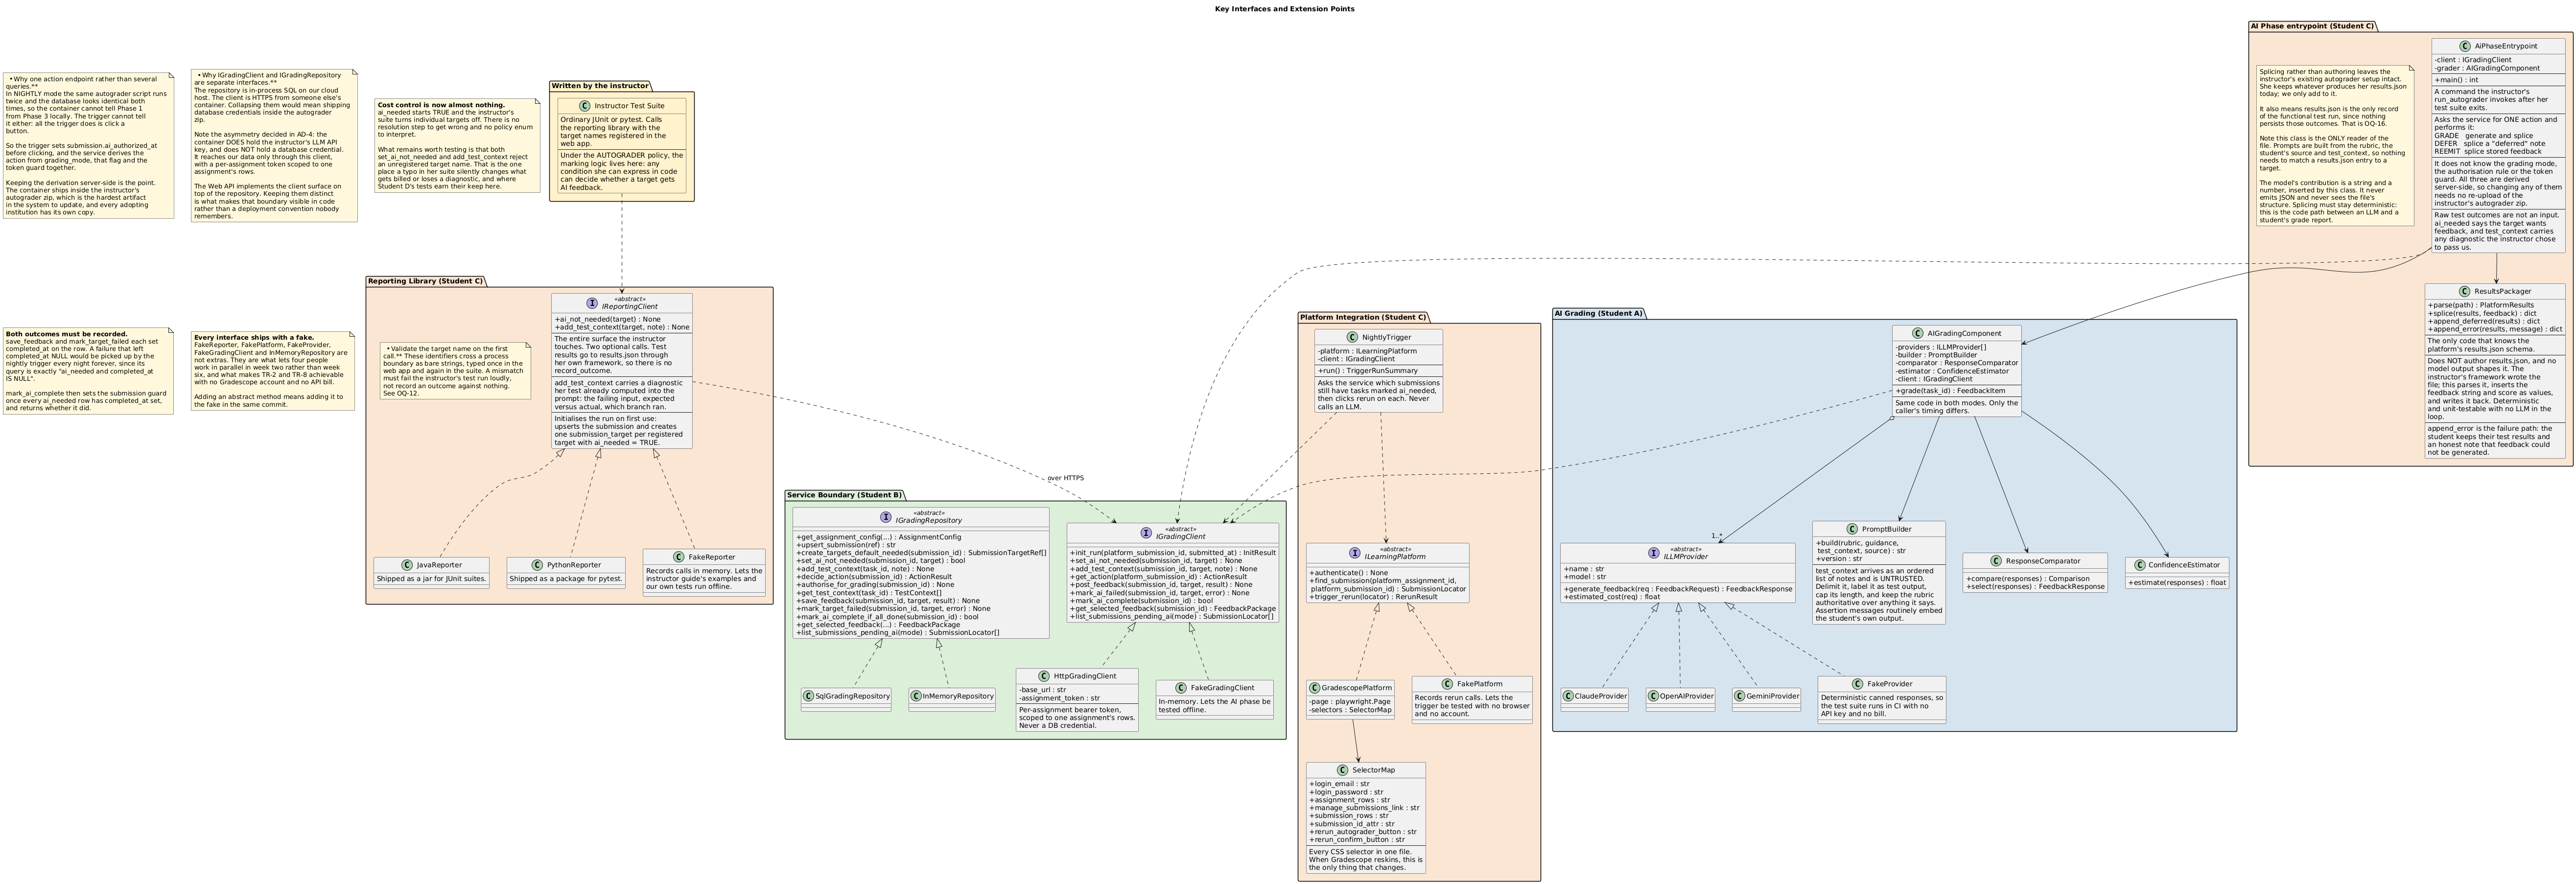 Key Interfaces and Extension Points
AI Phase entrypoint (Student C)
AiPhaseEntrypoint
-client : IGradingClient
-grader : AIGradingComponent
+main() : int
A command the instructor's
run_autograder invokes after her
test suite exits.
Asks the service for ONE action and
performs it:
GRADE   generate and splice
DEFER   splice a "deferred" note
REEMIT  splice stored feedback
It does not know the grading mode,
the authorisation rule or the token
guard. All three are derived
server-side, so changing any of them
needs no re-upload of the
instructor's autograder zip.
Raw test outcomes are not an input.
ai_needed says the target wants
feedback, and test_context carries
any diagnostic the instructor chose
to pass us.
Splicing rather than authoring leaves the
instructor's existing autograder setup intact.
She keeps whatever produces her results.json
today; we only add to it.
It also means results.json is the only record
of the functional test run, since nothing
persists those outcomes. That is OQ-16.
Note this class is the ONLY reader of the
file. Prompts are built from the rubric, the
student's source and test_context, so nothing
needs to match a results.json entry to a
target.
The model's contribution is a string and a
number, inserted by this class. It never
emits JSON and never sees the file's
structure. Splicing must stay deterministic:
this is the code path between an LLM and a
student's grade report.
ResultsPackager
+parse(path) : PlatformResults
+splice(results, feedback) : dict
+append_deferred(results) : dict
+append_error(results, message) : dict
The only code that knows the
platform's results.json schema.
Does NOT author results.json, and no
model output shapes it. The
instructor's framework wrote the
file; this parses it, inserts the
feedback string and score as values,
and writes it back. Deterministic
and unit-testable with no LLM in the
loop.
append_error is the failure path: the
student keeps their test results and
an honest note that feedback could
not be generated.
• Why one action endpoint rather than several
queries.**
In NIGHTLY mode the same autograder script runs
twice and the database looks identical both
times, so the container cannot tell Phase 1
from Phase 3 locally. The trigger cannot tell
it either: all the trigger does is click a
button.
So the trigger sets submission.ai_authorized_at
before clicking, and the service derives the
action from grading_mode, that flag and the
token guard together.
Keeping the derivation server-side is the point.
The container ships inside the instructor's
autograder zip, which is the hardest artifact
in the system to update, and every adopting
institution has its own copy.
• Why IGradingClient and IGradingRepository
are separate interfaces.**
The repository is in-process SQL on our cloud
host. The client is HTTPS from someone else's
container. Collapsing them would mean shipping
database credentials inside the autograder
zip.
Note the asymmetry decided in AD-4: the
container DOES hold the instructor's LLM API
key, and does NOT hold a database credential.
It reaches our data only through this client,
with a per-assignment token scoped to one
assignment's rows.
The Web API implements the client surface on
top of the repository. Keeping them distinct
is what makes that boundary visible in code
rather than a deployment convention nobody
remembers.
Cost control is now almost nothing.
ai_needed starts TRUE and the instructor's
suite turns individual targets off. There is no
resolution step to get wrong and no policy enum
to interpret.
What remains worth testing is that both
set_ai_not_needed and add_test_context reject
an unregistered target name. That is the one
place a typo in her suite silently changes what
gets billed or loses a diagnostic, and where
Student D's tests earn their keep here.
Written by the instructor
Instructor Test Suite
Ordinary JUnit or pytest. Calls
the reporting library with the
target names registered in the
web app.
Under the AUTOGRADER policy, the
marking logic lives here: any
condition she can express in code
can decide whether a target gets
AI feedback.
Both outcomes must be recorded.
save_feedback and mark_target_failed each set
completed_at on the row. A failure that left
completed_at NULL would be picked up by the
nightly trigger every night forever, since its
query is exactly "ai_needed and completed_at
IS NULL".
mark_ai_complete then sets the submission guard
once every ai_needed row has completed_at set,
and returns whether it did.
Every interface ships with a fake.
FakeReporter, FakePlatform, FakeProvider,
FakeGradingClient and InMemoryRepository are
not extras. They are what lets four people
work in parallel in week two rather than week
six, and what makes TR-2 and TR-8 achievable
with no Gradescope account and no API bill.
Adding an abstract method means adding it to
the fake in the same commit.
Reporting Library (Student C)
• Validate the target name on the first
call.** These identifiers cross a process
boundary as bare strings, typed once in the
web app and again in the suite. A mismatch
must fail the instructor's test run loudly,
not record an outcome against nothing.
See OQ-12.
«abstract»
IReportingClient
+ai_not_needed(target) : None
+add_test_context(target, note) : None
The entire surface the instructor
touches. Two optional calls. Test
results go to results.json through
her own framework, so there is no
record_outcome.
add_test_context carries a diagnostic
her test already computed into the
prompt: the failing input, expected
versus actual, which branch ran.
Initialises the run on first use:
upserts the submission and creates
one submission_target per registered
target with ai_needed = TRUE.
JavaReporter
Shipped as a jar for JUnit suites.
PythonReporter
Shipped as a package for pytest.
FakeReporter
Records calls in memory. Lets the
instructor guide's examples and
our own tests run offline.
over HTTPS
Service Boundary (Student B)
«abstract»
IGradingRepository
+get_assignment_config(...) : AssignmentConfig
+upsert_submission(ref) : str
+create_targets_default_needed(submission_id) : SubmissionTargetRef[]
+set_ai_not_needed(submission_id, target) : bool
+add_test_context(task_id, note) : None
+decide_action(submission_id) : ActionResult
+authorise_for_grading(submission_id) : None
+get_test_context(task_id) : TestContext[]
+save_feedback(submission_id, target, result) : None
+mark_target_failed(submission_id, target, error) : None
+mark_ai_complete_if_all_done(submission_id) : bool
+get_selected_feedback(...) : FeedbackPackage
+list_submissions_pending_ai(mode) : SubmissionLocator[]
«abstract»
IGradingClient
+init_run(platform_submission_id, submitted_at) : InitResult
+set_ai_not_needed(submission_id, target) : None
+add_test_context(submission_id, target, note) : None
+get_action(platform_submission_id) : ActionResult
+post_feedback(submission_id, target, result) : None
+mark_ai_failed(submission_id, target, error) : None
+mark_ai_complete(submission_id) : bool
+get_selected_feedback(submission_id) : FeedbackPackage
+list_submissions_pending_ai(mode) : SubmissionLocator[]
SqlGradingRepository
InMemoryRepository
HttpGradingClient
-base_url : str
-assignment_token : str
Per-assignment bearer token,
scoped to one assignment's rows.
Never a DB credential.
FakeGradingClient
In-memory. Lets the AI phase be
tested offline.
Platform Integration (Student C)
NightlyTrigger
-platform : ILearningPlatform
-client : IGradingClient
+run() : TriggerRunSummary
Asks the service which submissions
still have tasks marked ai_needed,
then clicks rerun on each. Never
calls an LLM.
«abstract»
ILearningPlatform
+authenticate() : None
+find_submission(platform_assignment_id,
platform_submission_id) : SubmissionLocator
+trigger_rerun(locator) : RerunResult
GradescopePlatform
-page : playwright.Page
-selectors : SelectorMap
FakePlatform
Records rerun calls. Lets the
trigger be tested with no browser
and no account.
SelectorMap
+login_email : str
+login_password : str
+assignment_rows : str
+manage_submissions_link : str
+submission_rows : str
+submission_id_attr : str
+rerun_autograder_button : str
+rerun_confirm_button : str
Every CSS selector in one file.
When Gradescope reskins, this is
the only thing that changes.
AI Grading (Student A)
AIGradingComponent
-providers : ILLMProvider[]
-builder : PromptBuilder
-comparator : ResponseComparator
-estimator : ConfidenceEstimator
-client : IGradingClient
+grade(task_id) : FeedbackItem
Same code in both modes. Only the
caller's timing differs.
1..*
«abstract»
ILLMProvider
+name : str
+model : str
+generate_feedback(req : FeedbackRequest) : FeedbackResponse
+estimated_cost(req) : float
PromptBuilder
+build(rubric, guidance,
test_context, source) : str
+version : str
test_context arrives as an ordered
list of notes and is UNTRUSTED.
Delimit it, label it as test output,
cap its length, and keep the rubric
authoritative over anything it says.
Assertion messages routinely embed
the student's own output.
ResponseComparator
+compare(responses) : Comparison
+select(responses) : FeedbackResponse
ConfidenceEstimator
+estimate(responses) : float
ClaudeProvider
OpenAIProvider
GeminiProvider
FakeProvider
Deterministic canned responses, so
the test suite runs in CI with no
API key and no bill.